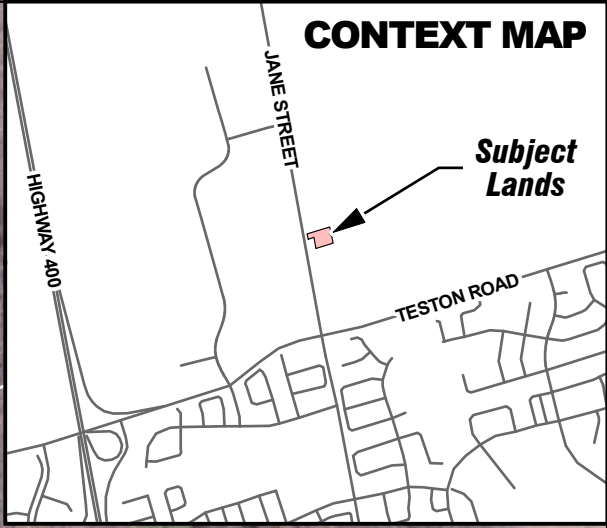 CONTEXT MAP
JANE STREET
Subject
Lands
HIGHWAY 400
TESTON ROAD